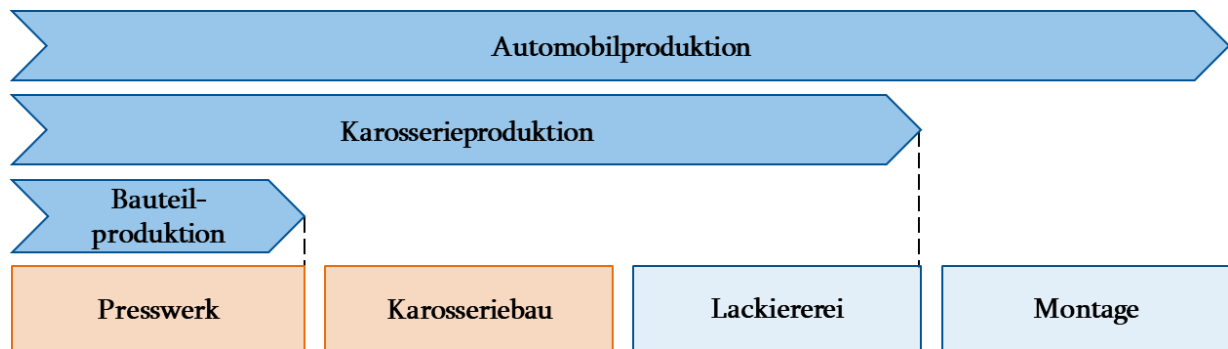 Automobilproduktion
Karosserieproduktion
Bauteil-
produktion
Presswerk
Karosseriebau
Lackiererei
Montage